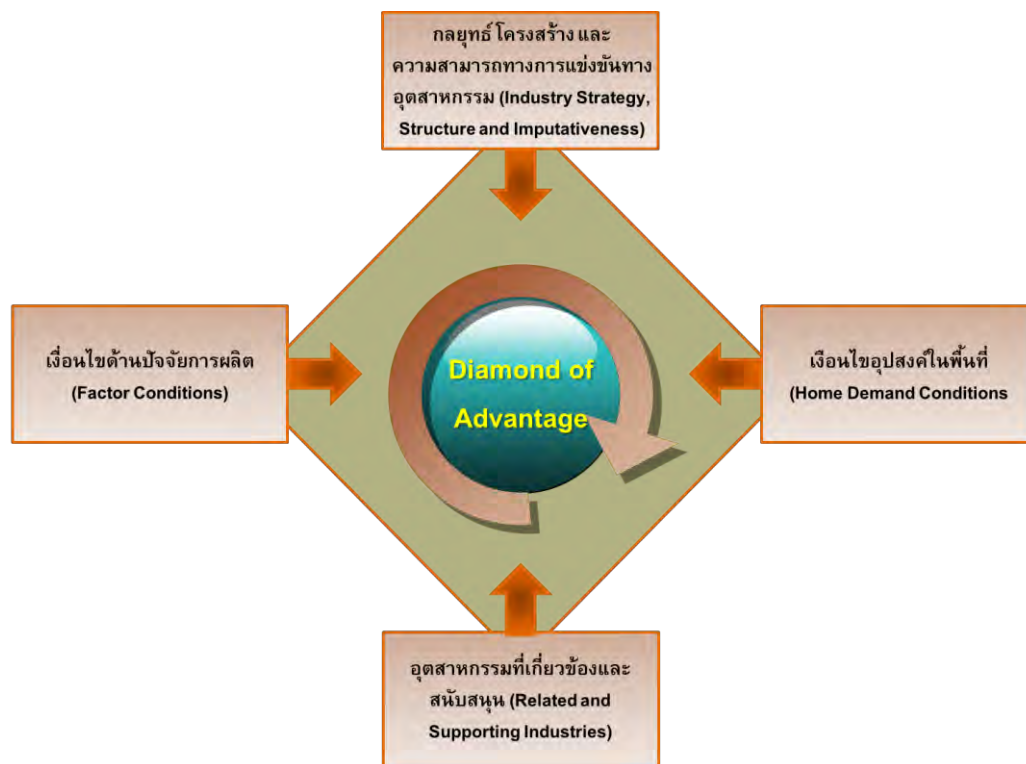 กลยุทธ์ โครงสร้าง และ
ความสามารถทางการแข่งขันทาง
อุตสาหกรรม (Industry Strategy,
Structure and Imputativeness)
เงื่อนไขด้านปัจจัยการผลิต
(Factor Conditions)
Diamond of
Advantage
เงือนไขอุปสงค์ในพื้นที่
(Home Demand Conditions
อุตสาหกรรมที่เกี่ยวข้องและ
สนับสนุน (Related and
Supporting Industries)